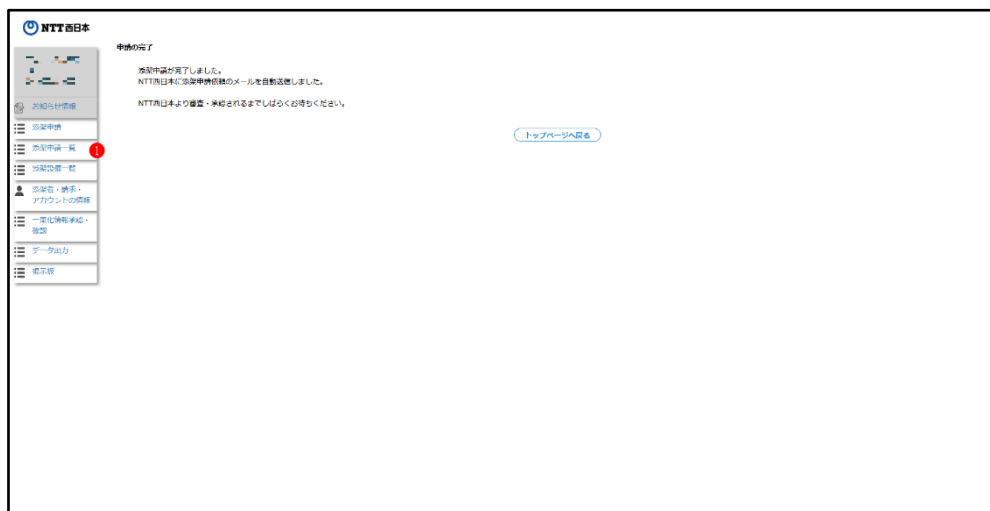 NTT西日本
お知らせ情報
添架申請
添架申請一覧
1
添架設備一覧
添架者・請求・
アカウントの情報
一束化情報承認・
確認
データ出力
掲示板
申請の完了
添架申請が完了しました。
NTT西日本に添架申請依頼のメールを自動送信しました。
NTT西日本より審査・承認されるまでしばらくお待ちください。
トップページへ戻る